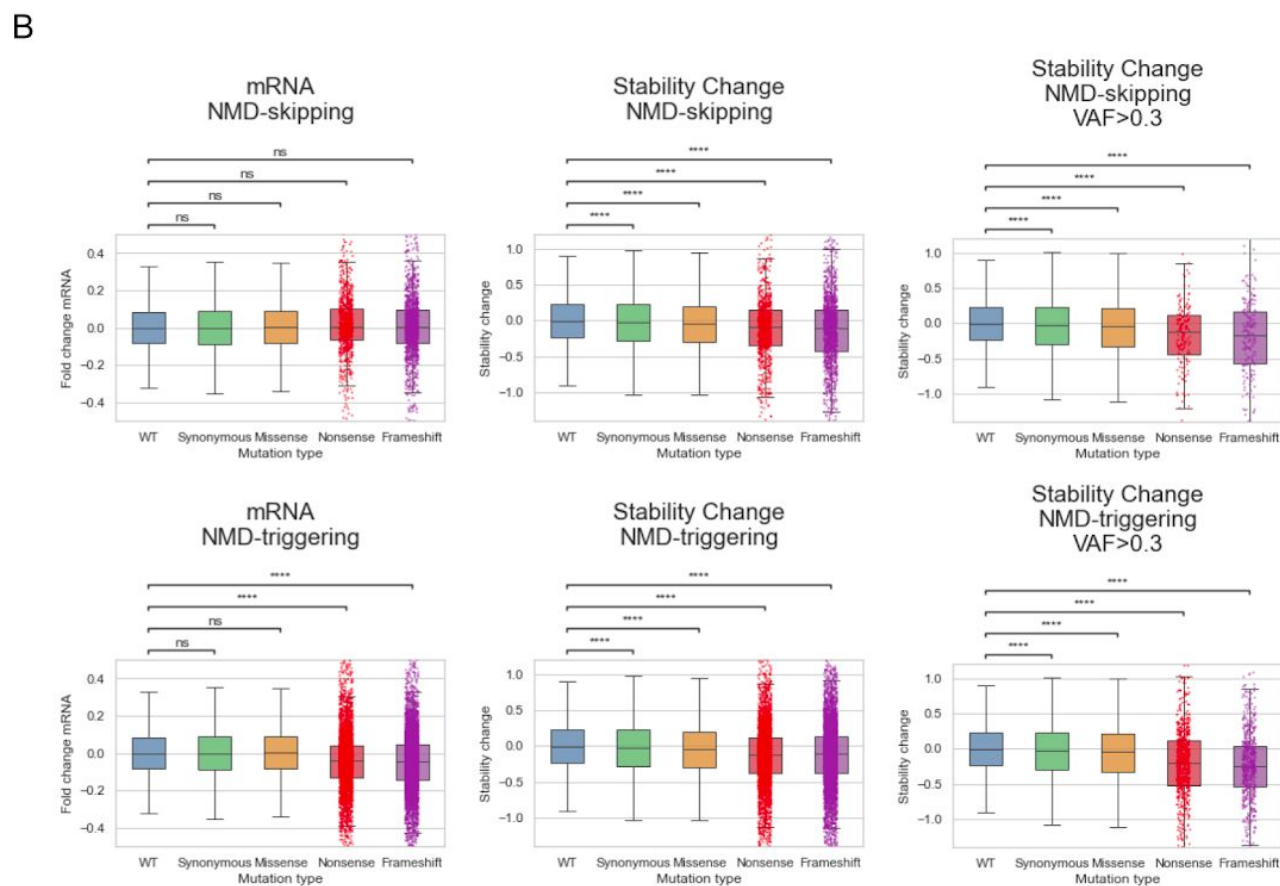 B
mRNA
NMD-skipping
ns
ns
ns
ns
Fold change mRNA
0.4
0.2
0.0
−0.2
−0.4
WT Synonymous Missense Nonsense Frameshift
Mutation type
Stability Change
NMD-skipping
****
****
****
****
Stability change
1.0
0.5
0.0
−0.5
−1.0
WT Synonymous Missense Nonsense Frameshift
Mutation type
Stability Change
NMD-skipping
VAF>0.3
****
****
****
****
Stability change
1.0
0.5
0.0
−0.5
−1.0
WT Synonymous Missense Nonsense Frameshift
Mutation type
mRNA
NMD-triggering
****
****
ns
ns
Fold change mRNA
0.4
0.2
0.0
−0.2
−0.4
WT Synonymous Missense Nonsense Frameshift
Mutation type
Stability Change
NMD-triggering
****
****
****
****
Stability change
1.0
0.5
0.0
−0.5
−1.0
WT Synonymous Missense Nonsense Frameshift
Mutation type
Stability Change
NMD-triggering
VAF>0.3
****
****
****
****
Stability change
1.0
0.5
0.0
−0.5
−1.0
WT Synonymous Missense Nonsense Frameshift
Mutation type